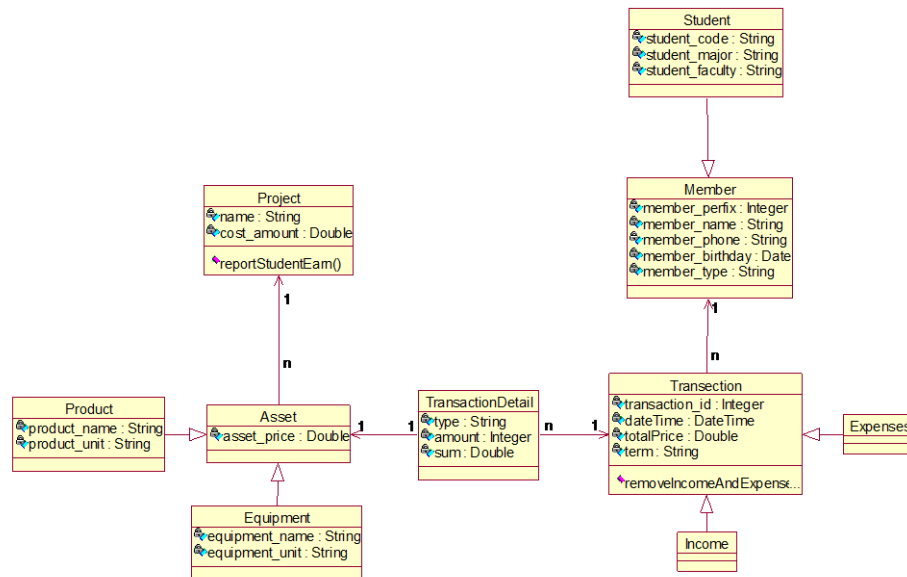 Student
student_code : String
student_major : String
student_faculty : String
Project
name : String
cost_amount : Double
reportStudentEarn()
Member
member_perfix : Integer
member_name : String
member_phone : String
member_birthday : Date
member_type : String
1
n
1
n
Product
product_name : String
product_unit : String
Asset
asset_price : Double
1
1
TransactionDetail
type : String
amount : Integer
sum : Double
n
1
Transection
transaction_id : Integer
dateTime : DateTime
totalPrice : Double
term : String
removeIncomeAndExpense...
Expenses
Equipment
equipment_name : String
equipment_unit : String
Income